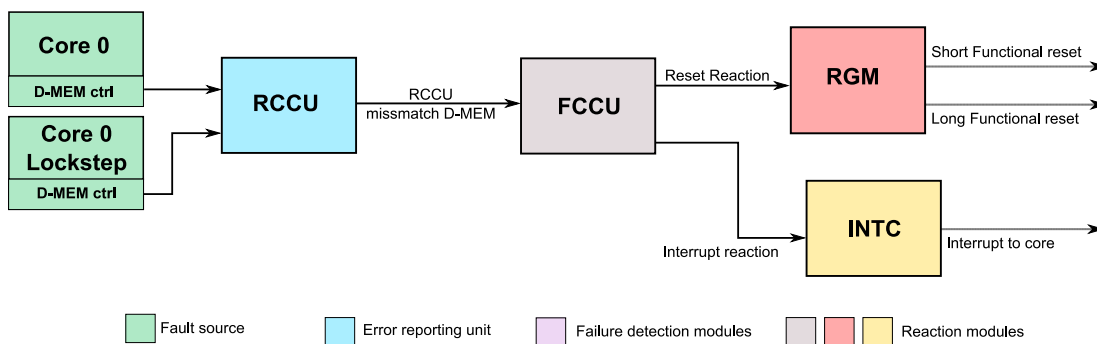 Core 0
D-MEM ctrl
Core 0
Lockstep
D-MEM ctrl
RCCU
RCCU
missmatch D-MEM
FCCU
Reset Reaction
RGM
Short Functional reset
Long Functional reset
Interrupt reaction
INTC
Interrupt to core
Fault source
Error reporting unit
Failure detection modules
Reaction modules